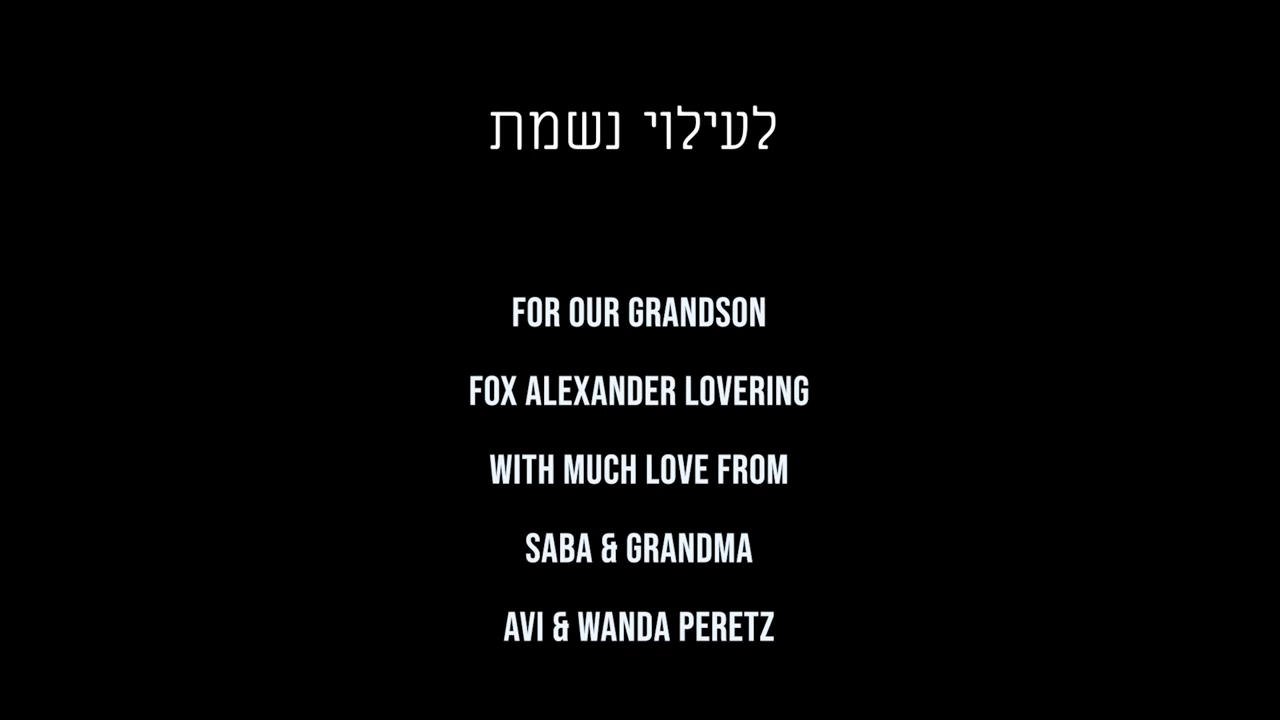 לעילוי נשמת
FOR OUR GRANDSON
FOX ALEXANDER LOVERING
WITH MUCH LOVE FROM
SABA & GRANDMA
AVI & WANDA PERETZ